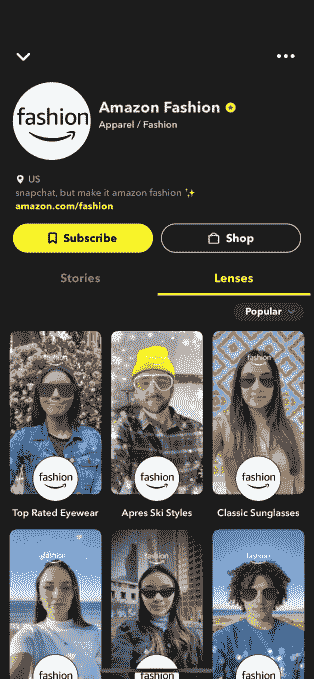 fashion
Amazon Fashion
Apparel / Fashion
US
snapchat, but make it amazon fashion ✨
amazon.com/fashion
Subscribe
Shop
Stories
Lenses
Popular
fashion
fashion
fashion
fashion
fashion
Top Rated Eyewear
Apres Ski Styles
Classic Sunglasses
fashion
fashion
fashion
fashion
fashion
fashion